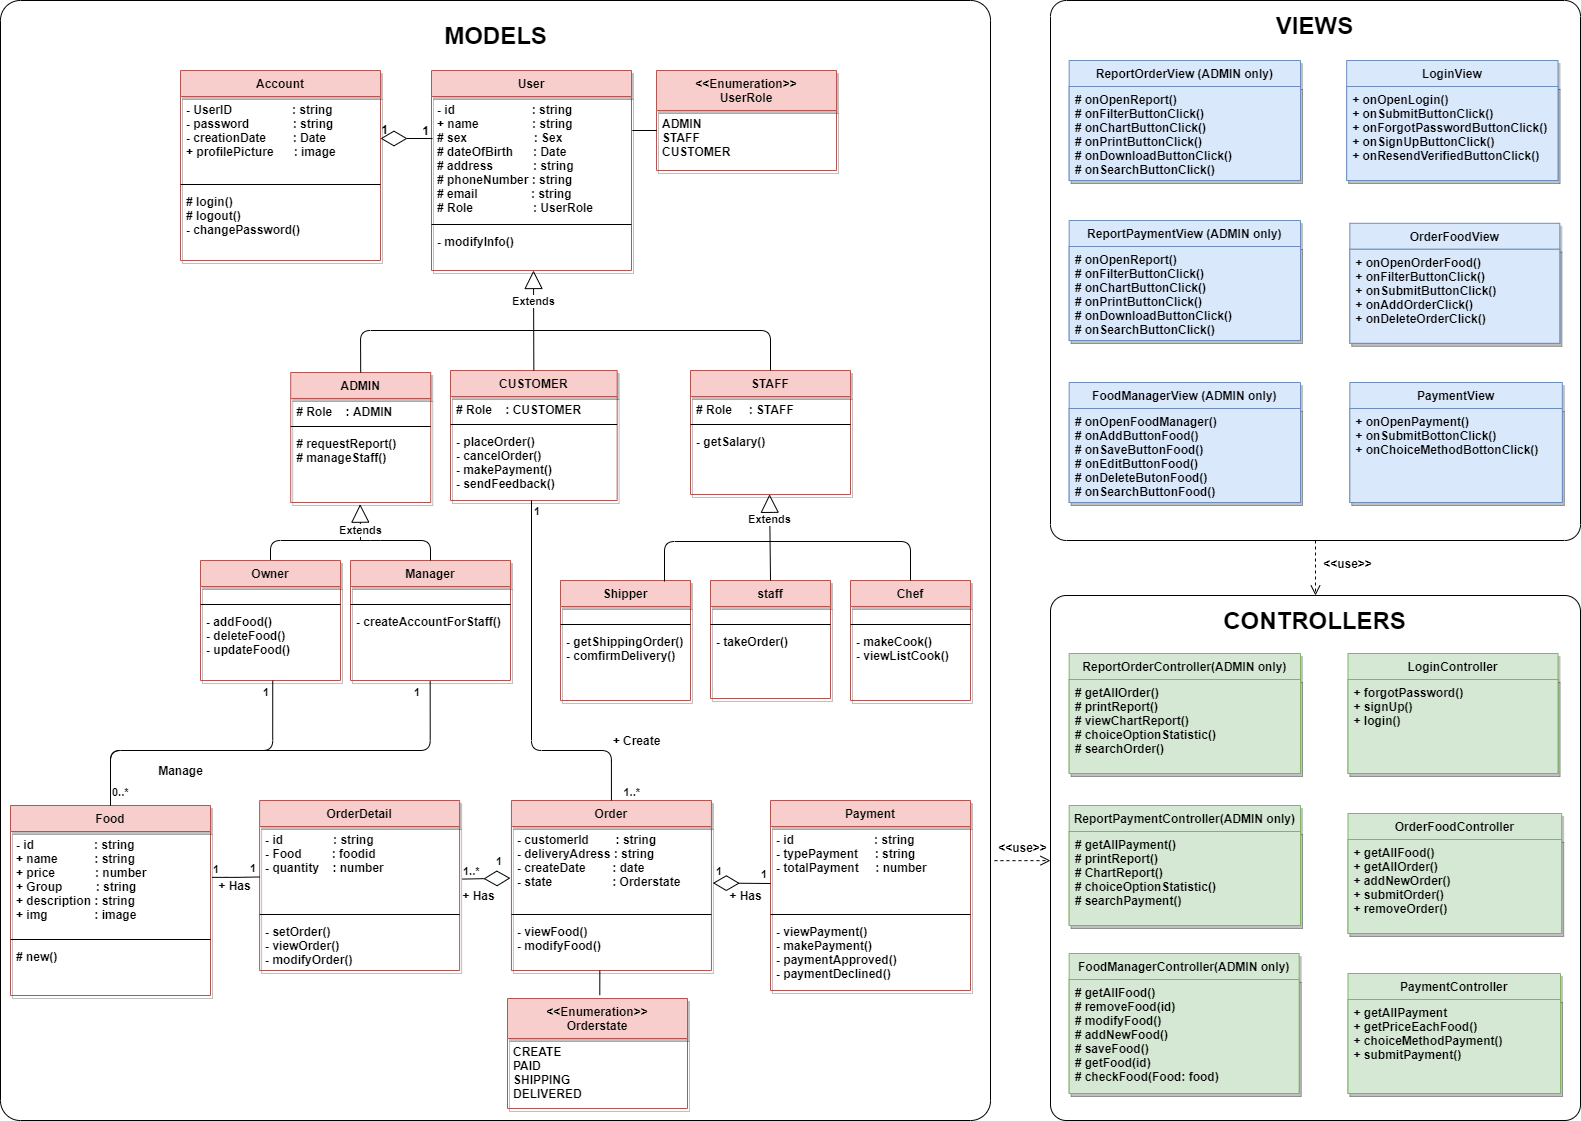 MODELS
Account
- UserID : string
- password : string
- creationDate : Date
+ profilePicture : image
# login()
# logout()
- changePassword()
1
1
User
- id : string
+ name : string
# sex : Sex
# dateOfBirth : Date
# address : string
# phoneNumber : string
# email : string
# Role : UserRole
- modifyInfo()
<<Enumeration>>
UserRole
ADMIN
STAFF
CUSTOMER
Extends
ADMIN
# Role : ADMIN
# requestReport()
# manageStaff()
CUSTOMER
# Role : CUSTOMER
- placeOrder()
- cancelOrder()
- makePayment()
- sendFeedback()
1
STAFF
# Role : STAFF
- getSalary()
Extends
Extends
Owner
- addFood()
- deleteFood()
- updateFood()
1
Manager
- createAccountForStaff()
1
Shipper
- getShippingOrder()
- comfirmDelivery()
staff
- takeOrder()
Chef
- makeCook()
- viewListCook()
+ Create
Manage
0..*
1..*
Food
- id : string
+ name : string
+ price : number
+ Group : string
+ description : string
+ img : image
# new()
1
1
+ Has
OrderDetail
- id : string
- Food : foodid
- quantity : number
- setOrder()
- viewOrder()
- modifyOrder()
1..*
1
+ Has
Order
- customerId : string
- deliveryAdress : string
- createDate : date
- state : Orderstate
- viewFood()
- modifyFood()
1
1
+ Has
Payment
- id : string
- typePayment : string
- totalPayment : number
- viewPayment()
- makePayment()
- paymentApproved()
- paymentDeclined()
<<Enumeration>>
Orderstate
CREATE
PAID
SHIPPING
DELIVERED
<<use>>
VIEWS
ReportOrderView (ADMIN only)
# onOpenReport()
# onFilterButtonClick()
# onChartButtonClick()
# onPrintButtonClick()
# onDownloadButtonClick()
# onSearchButtonClick()
LoginView
+ onOpenLogin()
+ onSubmitButtonClick()
+ onForgotPasswordButtonClick()
+ onSignUpButtonClick()
+ onResendVerifiedButtonClick()
ReportPaymentView (ADMIN only)
# onOpenReport()
# onFilterButtonClick()
# onChartButtonClick()
# onPrintButtonClick()
# onDownloadButtonClick()
# onSearchButtonClick()
OrderFoodView
+ onOpenOrderFood()
+ onFilterButtonClick()
+ onSubmitButtonClick()
+ onAddOrderClick()
+ onDeleteOrderClick()
FoodManagerView (ADMIN only)
# onOpenFoodManager()
# onAddButtonFood()
# onSaveButtonFood()
# onEditButtonFood()
# onDeleteButonFood()
# onSearchButtonFood()
PaymentView
+ onOpenPayment()
+ onSubmitBottonClick()
+ onChoiceMethodBottonClick()
<<use>>
CONTROLLERS
ReportOrderController(ADMIN only)
# getAllOrder()
# printReport()
# viewChartReport()
# choiceOptionStatistic()
# searchOrder()
LoginController
+ forgotPassword()
+ signUp()
+ login()
ReportPaymentController(ADMIN only)
# getAllPayment()
# printReport()
# ChartReport()
# choiceOptionStatistic()
# searchPayment()
OrderFoodController
+ getAllFood()
+ getAllOrder()
+ addNewOrder()
+ submitOrder()
+ removeOrder()
FoodManagerController(ADMIN only)
# getAllFood()
# removeFood(id)
# modifyFood()
# addNewFood()
# saveFood()
# getFood(id)
# checkFood(Food: food)
PaymentController
+ getAllPayment
+ getPriceEachFood()
+ choiceMethodPayment()
+ submitPayment()